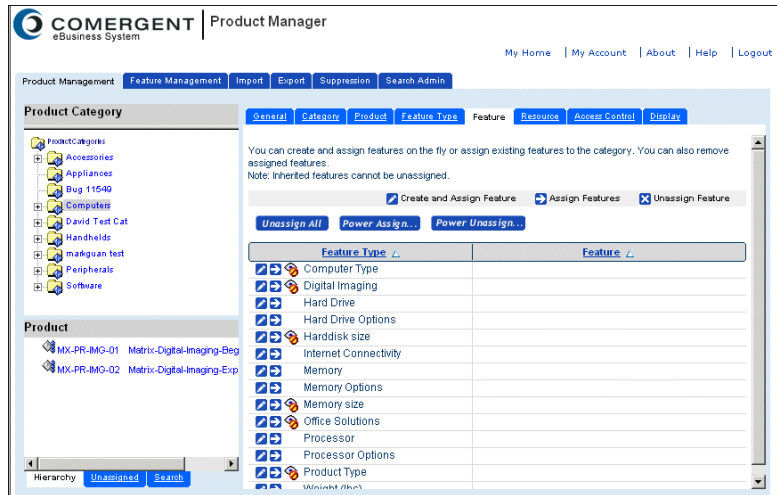 COMERGENT
eBusiness System
Product Manager
My Home | My Account | About | Help | Logout
Product Management Feature Management Import Export Suppression Search Admin
Product Category
Product Categories
Accessories
Appliances
Bug 11549
Computers
David Test Cat
Handhelds
markguan test
Peripherals
Software
Product
MX-PR-IMG-01 Matrix-Digital-Imaging-Beg
MX-PR-IMG-02 Matrix-Digital-Imaging-Exp
Hierarchy Unassigned Search
General Category Product Feature Type Feature Resource Access Control Display
You can create and assign features on the fly or assign existing features to the category. You can also remove
assigned features.
Note: Inherited features cannot be unassigned.
Create and Assign Feature Assign Features Unassign Feature
Unassign All Power Assign... Power Unassign...
Feature Type Feature
Computer Type
Digital Imaging
Hard Drive
Hard Drive Options
Harddisk size
Internet Connectivity
Memory
Memory Options
Memory size
Office Solutions
Processor
Processor Options
Product Type
Weight (lbs)